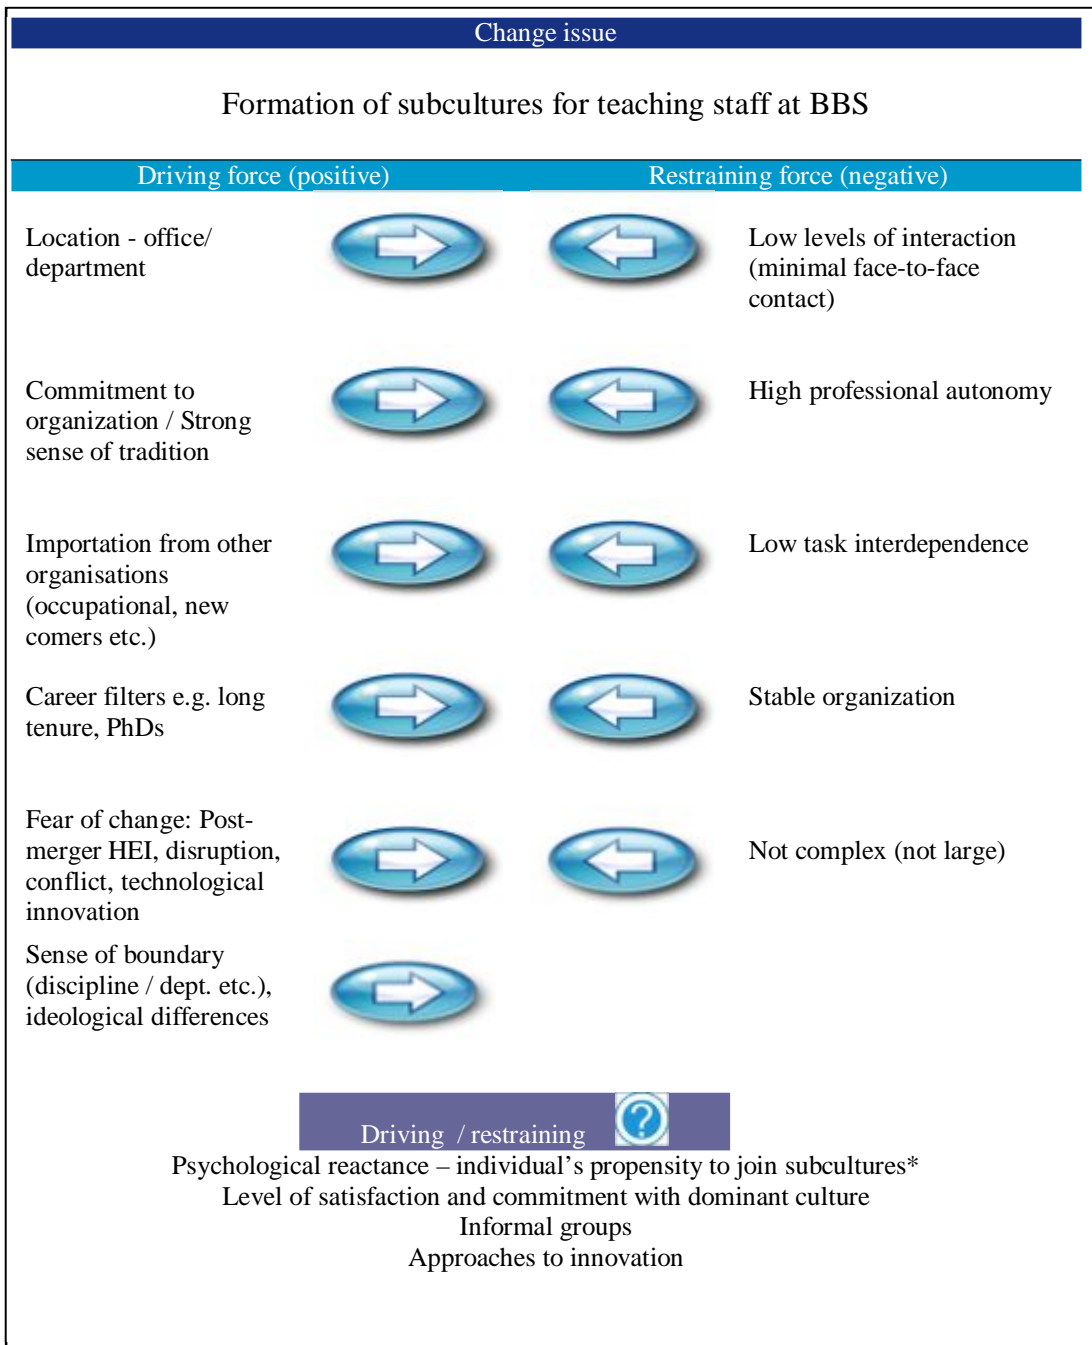 Change issue
Formation of subcultures for teaching staff at BBS
Driving force (positive)
Restraining force (negative)
Location - office/
department
Low levels of interaction
(minimal face-to-face
contact)
Commitment to
organization / Strong
sense of tradition
High professional autonomy
Importation from other
organisations
(occupational, new
comers etc.)
Low task interdependence
Career filters e.g. long
tenure, PhDs
Stable organization
Fear of change: Post-
merger HEI, disruption,
conflict, technological
innovation
Not complex (not large)
Sense of boundary
(discipline / dept. etc.),
ideological differences
Driving / restraining ?
Psychological reactance – individual’s propensity to join subcultures*
Level of satisfaction and commitment with dominant culture
Informal groups
Approaches to innovation